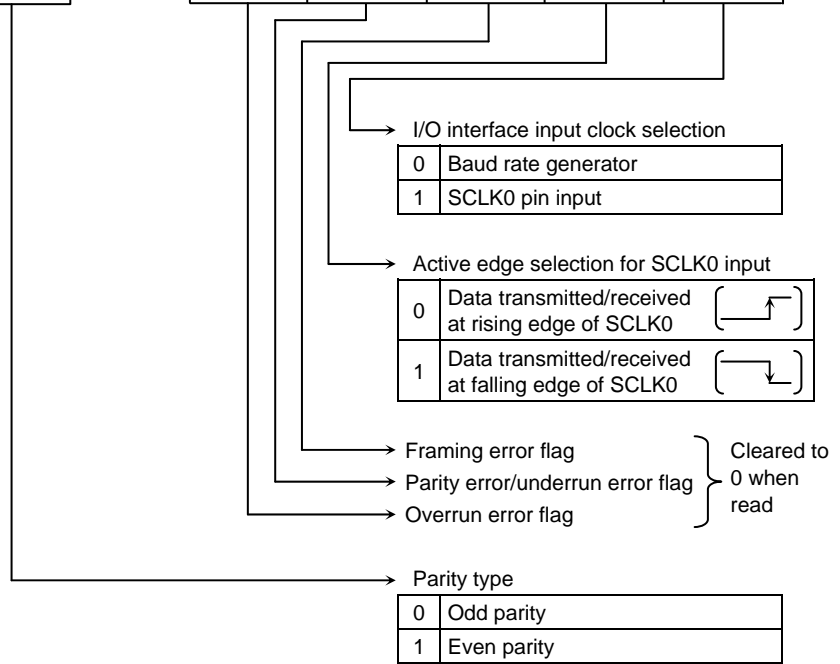 I/O interface input clock selection
0 Baud rate generator
1 SCLK0 pin input
Active edge selection for SCLK0 input
0 Data transmitted/received
at rising edge of SCLK0
1 Data transmitted/received
at falling edge of SCLK0
Framing error flag
Parity error/underrun error flag
Overrun error flag
Cleared to
0 when
read
Parity type
0 Odd parity
1 Even parity